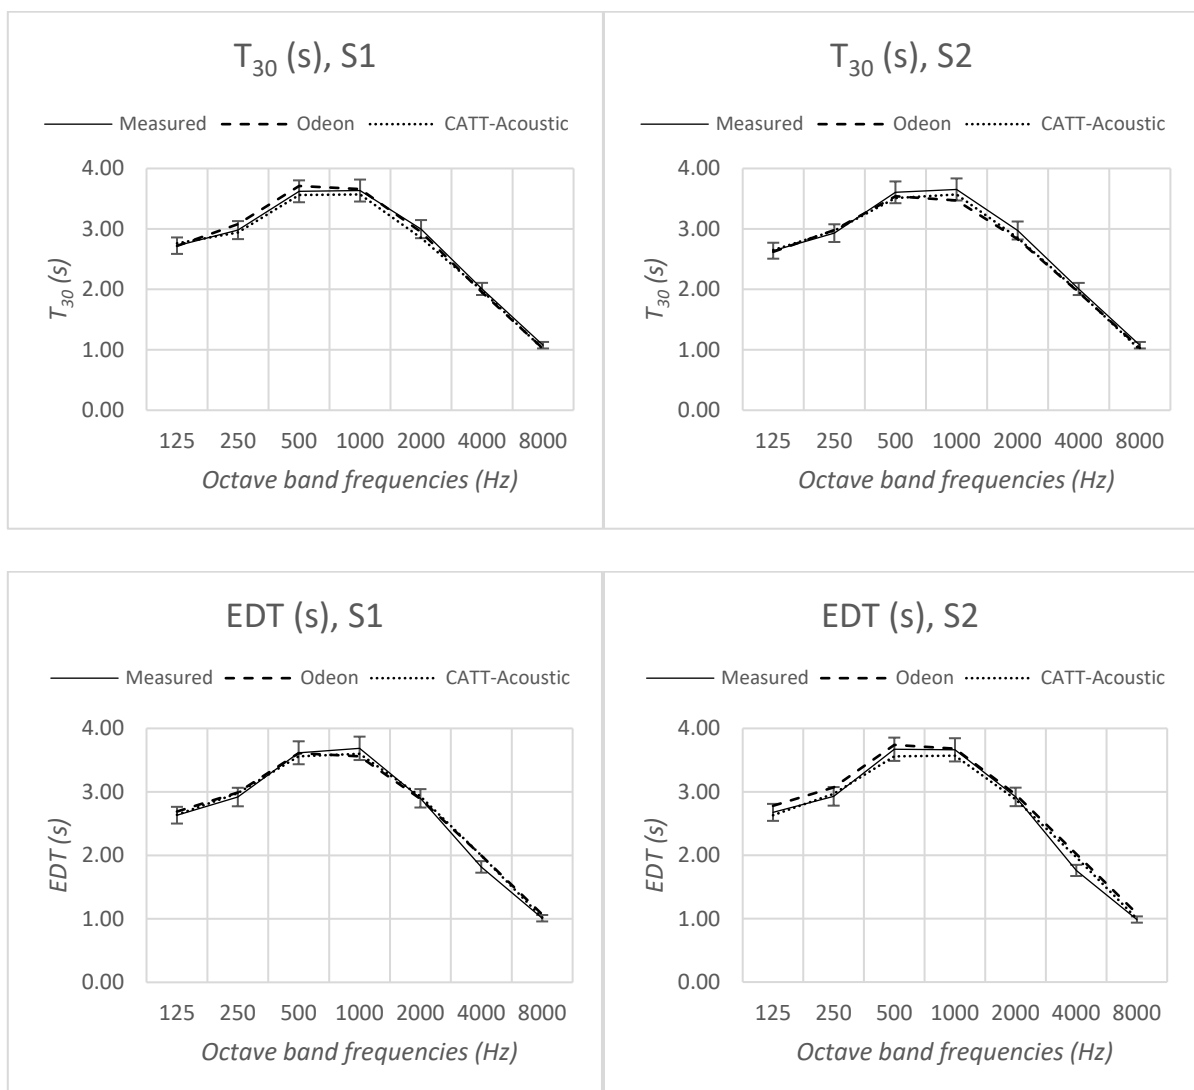 T30 (s), S1
Measured Odeon CATT-Acoustic
4.00
3.00
2.00
1.00
0.00
T30 (s)
125 250 500 1000 2000 4000 8000
Octave band frequencies (Hz)
T30 (s), S2
Measured Odeon CATT-Acoustic
4.00
3.00
2.00
1.00
0.00
T30 (s)
125 250 500 1000 2000 4000 8000
Octave band frequencies (Hz)
EDT (s), S1
Measured Odeon CATT-Acoustic
4.00
3.00
2.00
1.00
0.00
EDT (s)
125 250 500 1000 2000 4000 8000
Octave band frequencies (Hz)
EDT (s), S2
Measured Odeon CATT-Acoustic
4.00
3.00
2.00
1.00
0.00
EDT (s)
125 250 500 1000 2000 4000 8000
Octave band frequencies (Hz)